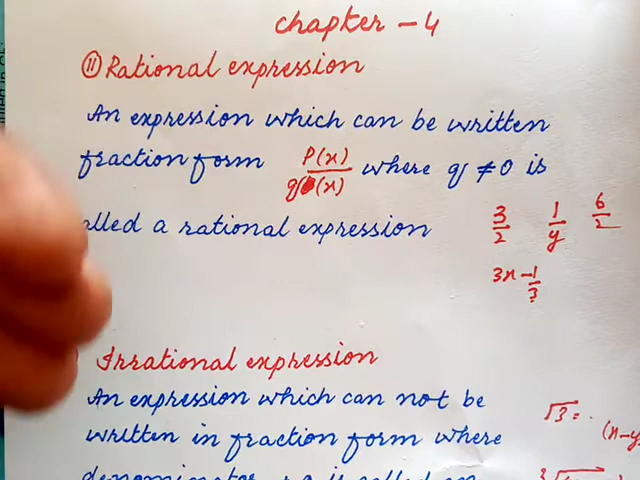 chapter - 4
⑪ Rational expression
An expression which can be written
fraction form P(x)/q(x) where q ≠ 0 is
alled a rational expression
3/2 1/y 6/2
3x - 1/3
Irrational expression
An expression which can not be
√3 =
written in fraction form where
(x-y